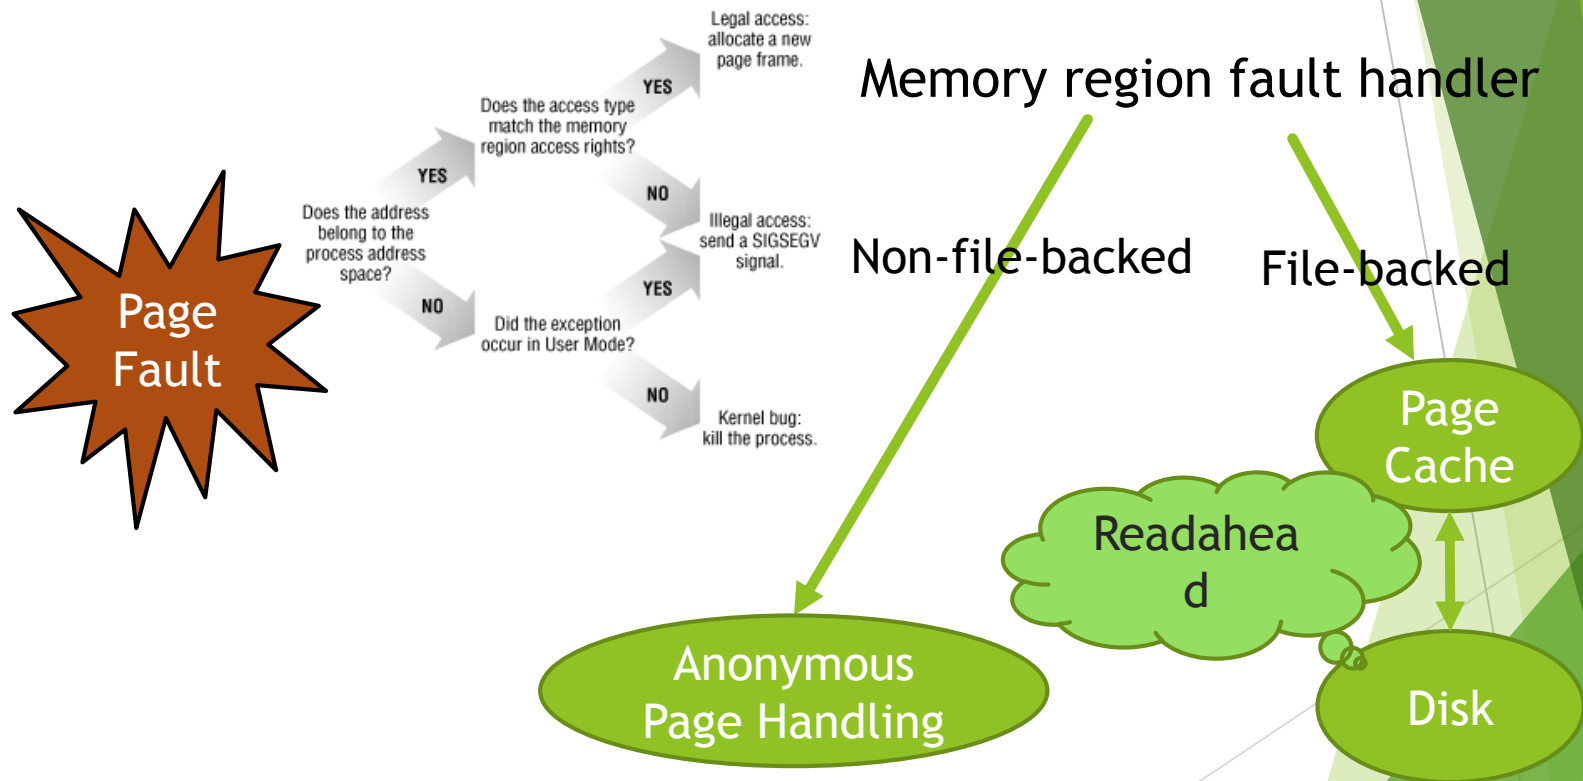 Page
Fault
Does the address
belong to the
process address
space?
YES
NO
Does the access type
match the memory
region access rights?
YES
NO
Did the exception
occur in User Mode?
YES
NO
Legal access:
allocate a new
page frame.
Illegal access:
send a SIGSEGV
signal.
Kernel bug:
kill the process.
Memory region fault handler
Non-file-backed
File-backed
Page
Cache
Readahea
d
Anonymous
Page Handling
Disk